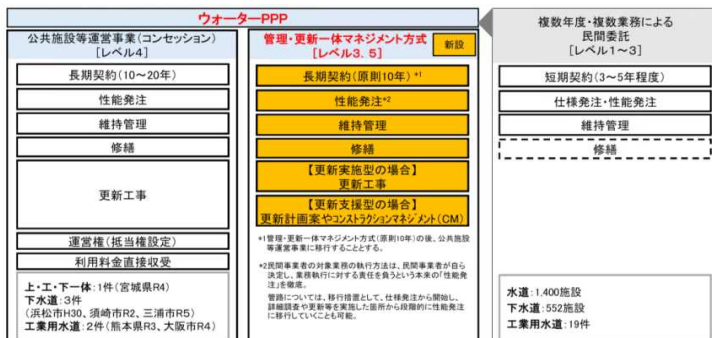 ウォーターPPP
公共施設等運営事業(コンセッション)
[レベル4]
長期契約(10～20年)
性能発注
維持管理
修繕
更新工事
運営権(抵当権設定)
利用料金直接収受
上・工・下一体:1件(宮城県R4)
下水道:3件
(浜松市H30、須崎市R2、三浦市R5)
工業用水道:2件(熊本県R3、大阪市R4)
管理・更新一体マネジメント方式
[レベル3.5]
新設
長期契約(原則10年)*1
性能発注*2
維持管理
修繕
【更新実施型の場合】
更新工事
【更新支援型の場合】
更新計画案やコンストラクションマネジメント(CM)
*1管理・更新一体マネジメント方式(原則10年)の後、公共施設
等運営事業に移行することとする。
*2民間事業者の対象業務の執行方法は、民間事業者が自ら
決定し、業務執行に対する責任を負うという本来の「性能発
注」を徹底。
管路については、移行措置として、仕様発注から開始し、
詳細調査や更新等を実施した箇所から段階的に性能発注
に移行していくことも可能。
複数年度・複数業務による
民間委託
[レベル1～3]
短期契約(3～5年程度)
仕様発注・性能発注
維持管理
修繕
水道:1,400施設
下水道:552施設
工業用水道:19件